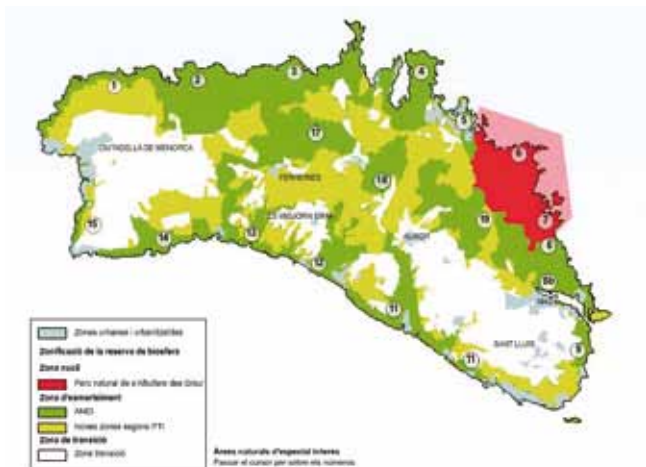 1
2
3
4
5
6
7
8
8b
9
11
11
12
13
14
15
17
18
19
CIUTADELLA DE MENORCA
FERRERIES
ES MIGJORN GRAN
ALAIOR
SANT LLUÍS
Zones urbanes i urbanitzables
Zonificació de la reserva de biosfera
Zona nucli
Parc natural de s'Albufera des Grau
Zona d'esmorteïment
ANEI
Noves zones segons PTI
Zona de transició
Zona transició
Àrees naturals d'especial interès
Passar el cursor per sobre els números